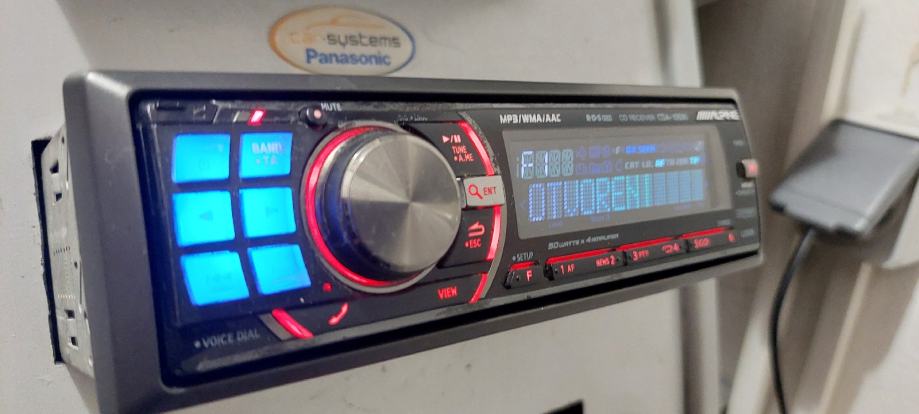 car-systems
Panasonic
MUTE
BAND
MP3/WMA/AAC
CD RECEIVER
ALPINE
TUNE
A.ME
ENT
ESC
VIEW
OTVORENI
50WATTS x 4 AMPLIFIER
SETUP
F
1 AF
NEWS 2
3 PTY
4
6
VOICE DIAL